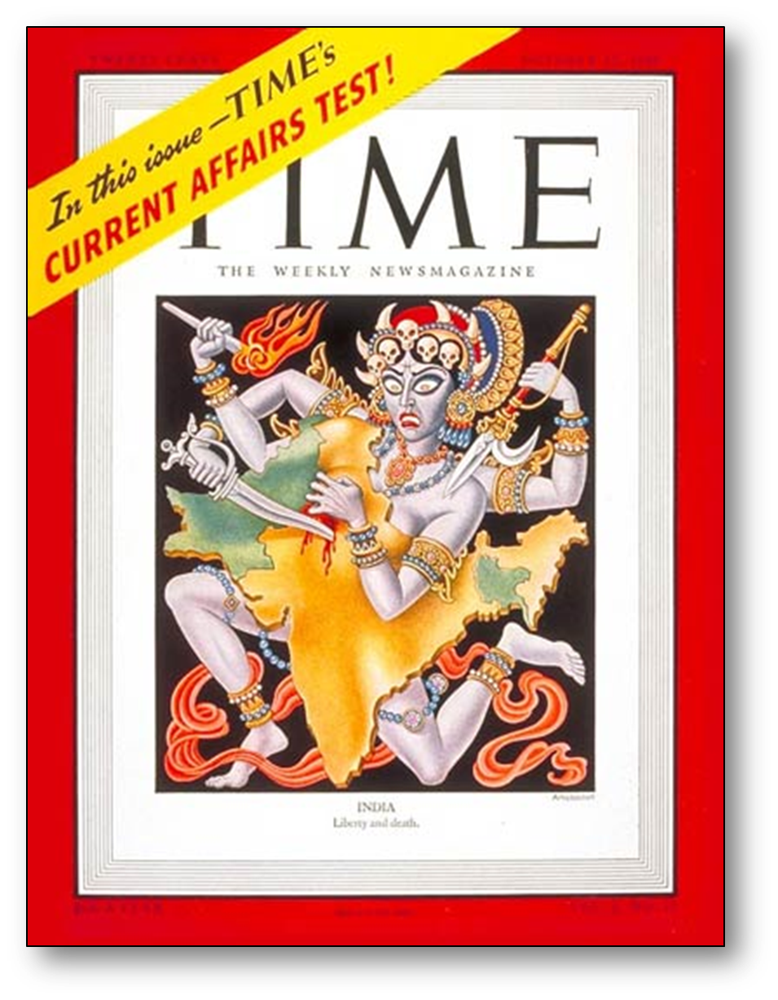 In this issue—TIME's
CURRENT AFFAIRS TEST!
TIME
THE WEEKLY NEWSMAGAZINE
INDIA
Liberty and death.